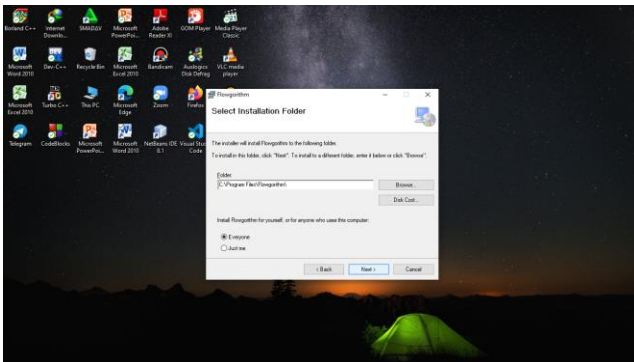 Borland C++
Internet Downlo...
SMADAV
Microsoft PowerPoi...
Adobe Reader XI
GOM Player
Media Player Classic
Microsoft Word 2010
Dev-C++
Recycle Bin
Microsoft Excel 2010
Bandicam
Auslogics Disk Defrag
VLC media player
Microsoft Excel 2010
Turbo C++
This PC
Microsoft Edge
Zoom
Firefox
Telegram
CodeBlocks
Microsoft PowerPoi...
Microsoft Word 2010
NetBeans IDE 8.1
Visual Stud Code
Flowgorithm
Select Installation Folder
The installer will install Flowgorithm to the following folder.
To install in this folder, click "Next". To install to a different folder, enter it below or click "Browse".
Folder:
C:\Program Files\Flowgorithm\
Browse...
Disk Cost...
Install Flowgorithm for yourself, or for anyone who uses this computer:
Everyone
Just me
< Back
Next >
Cancel